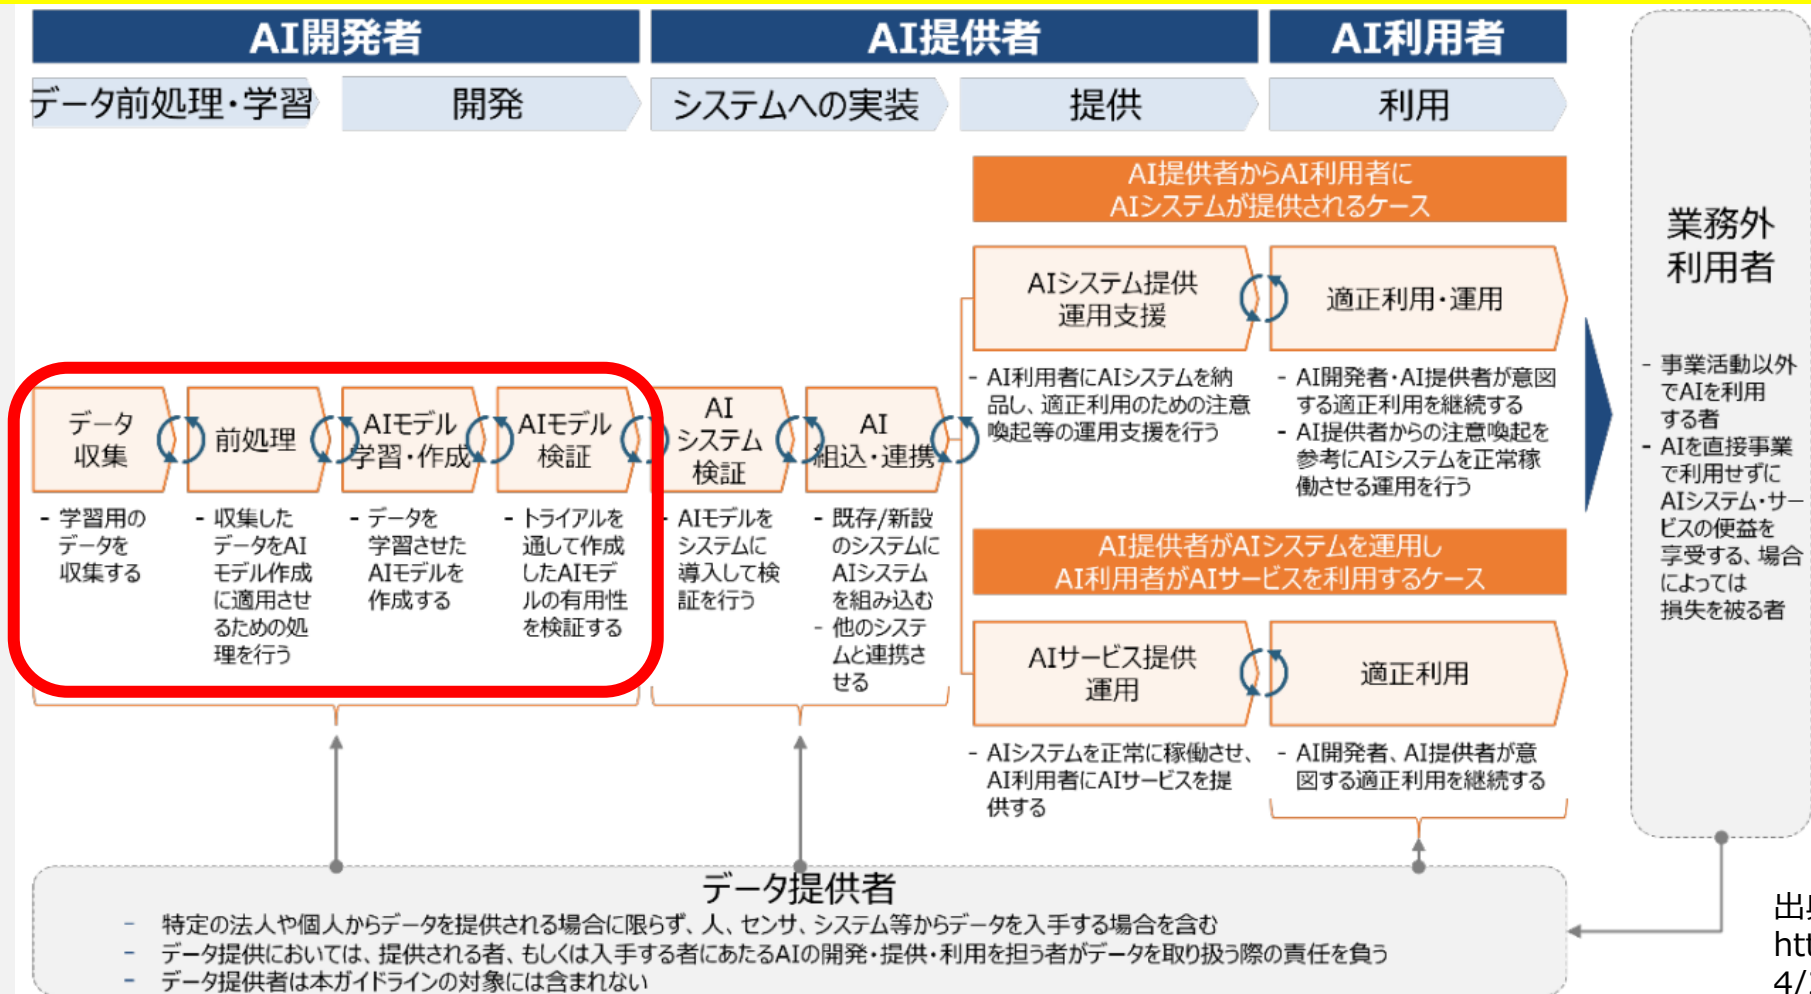 AI開発者
AI提供者
AI利用者
データ前処理・学習
開発
システムへの実装
提供
利用
AI提供者からAI利用者に
AIシステムが提供されるケース
AIシステム提供
運用支援
適正利用・運用
- AI利用者にAIシステムを納
品し、適正利用のための注意
喚起等の運用支援を行う
- AI開発者・AI提供者が意図
する適正利用を継続する
- AI提供者からの注意喚起を
参考にAIシステムを正常稼
働させる運用を行う
データ
収集
前処理
AIモデル
学習・作成
AIモデル
検証
AI
システム
検証
AI
組込・連携
- 学習用の
データを
収集する
- 収集した
データをAI
モデル作成
に適用させ
るための処
理を行う
- データを
学習させた
AIモデルを
作成する
- トライアルを
通して作成
したAIモデ
ルの有用性
を検証する
- AIモデルを
システムに
導入して検
証を行う
- 既存/新設
のシステムに
AIシステム
を組み込む
- 他のシステ
ムと連携さ
せる
AI提供者がAIシステムを運用し
AI利用者がAIサービスを利用するケース
AIサービス提供
運用
適正利用
- AIシステムを正常に稼働させ、
AI利用者にAIサービスを提
供する
- AI開発者、AI提供者が意
図する適正利用を継続する
業務外
利用者
- 事業活動以外
でAIを利用
する者
- AIを直接事業
で利用せずに
AIシステム・サー
ビスの便益を
享受する、場合
によっては
損失を被る者
データ提供者
- 特定の法人や個人からデータを提供される場合に限らず、人、センサ、システム等からデータを入手する場合を含む
- データ提供においては、提供される者、もしくは入手する者にあたるAIの開発・提供・利用を担う者がデータを取り扱う際の責任を負う
- データ提供者は本ガイドラインの対象には含まれない
出
htt
4/